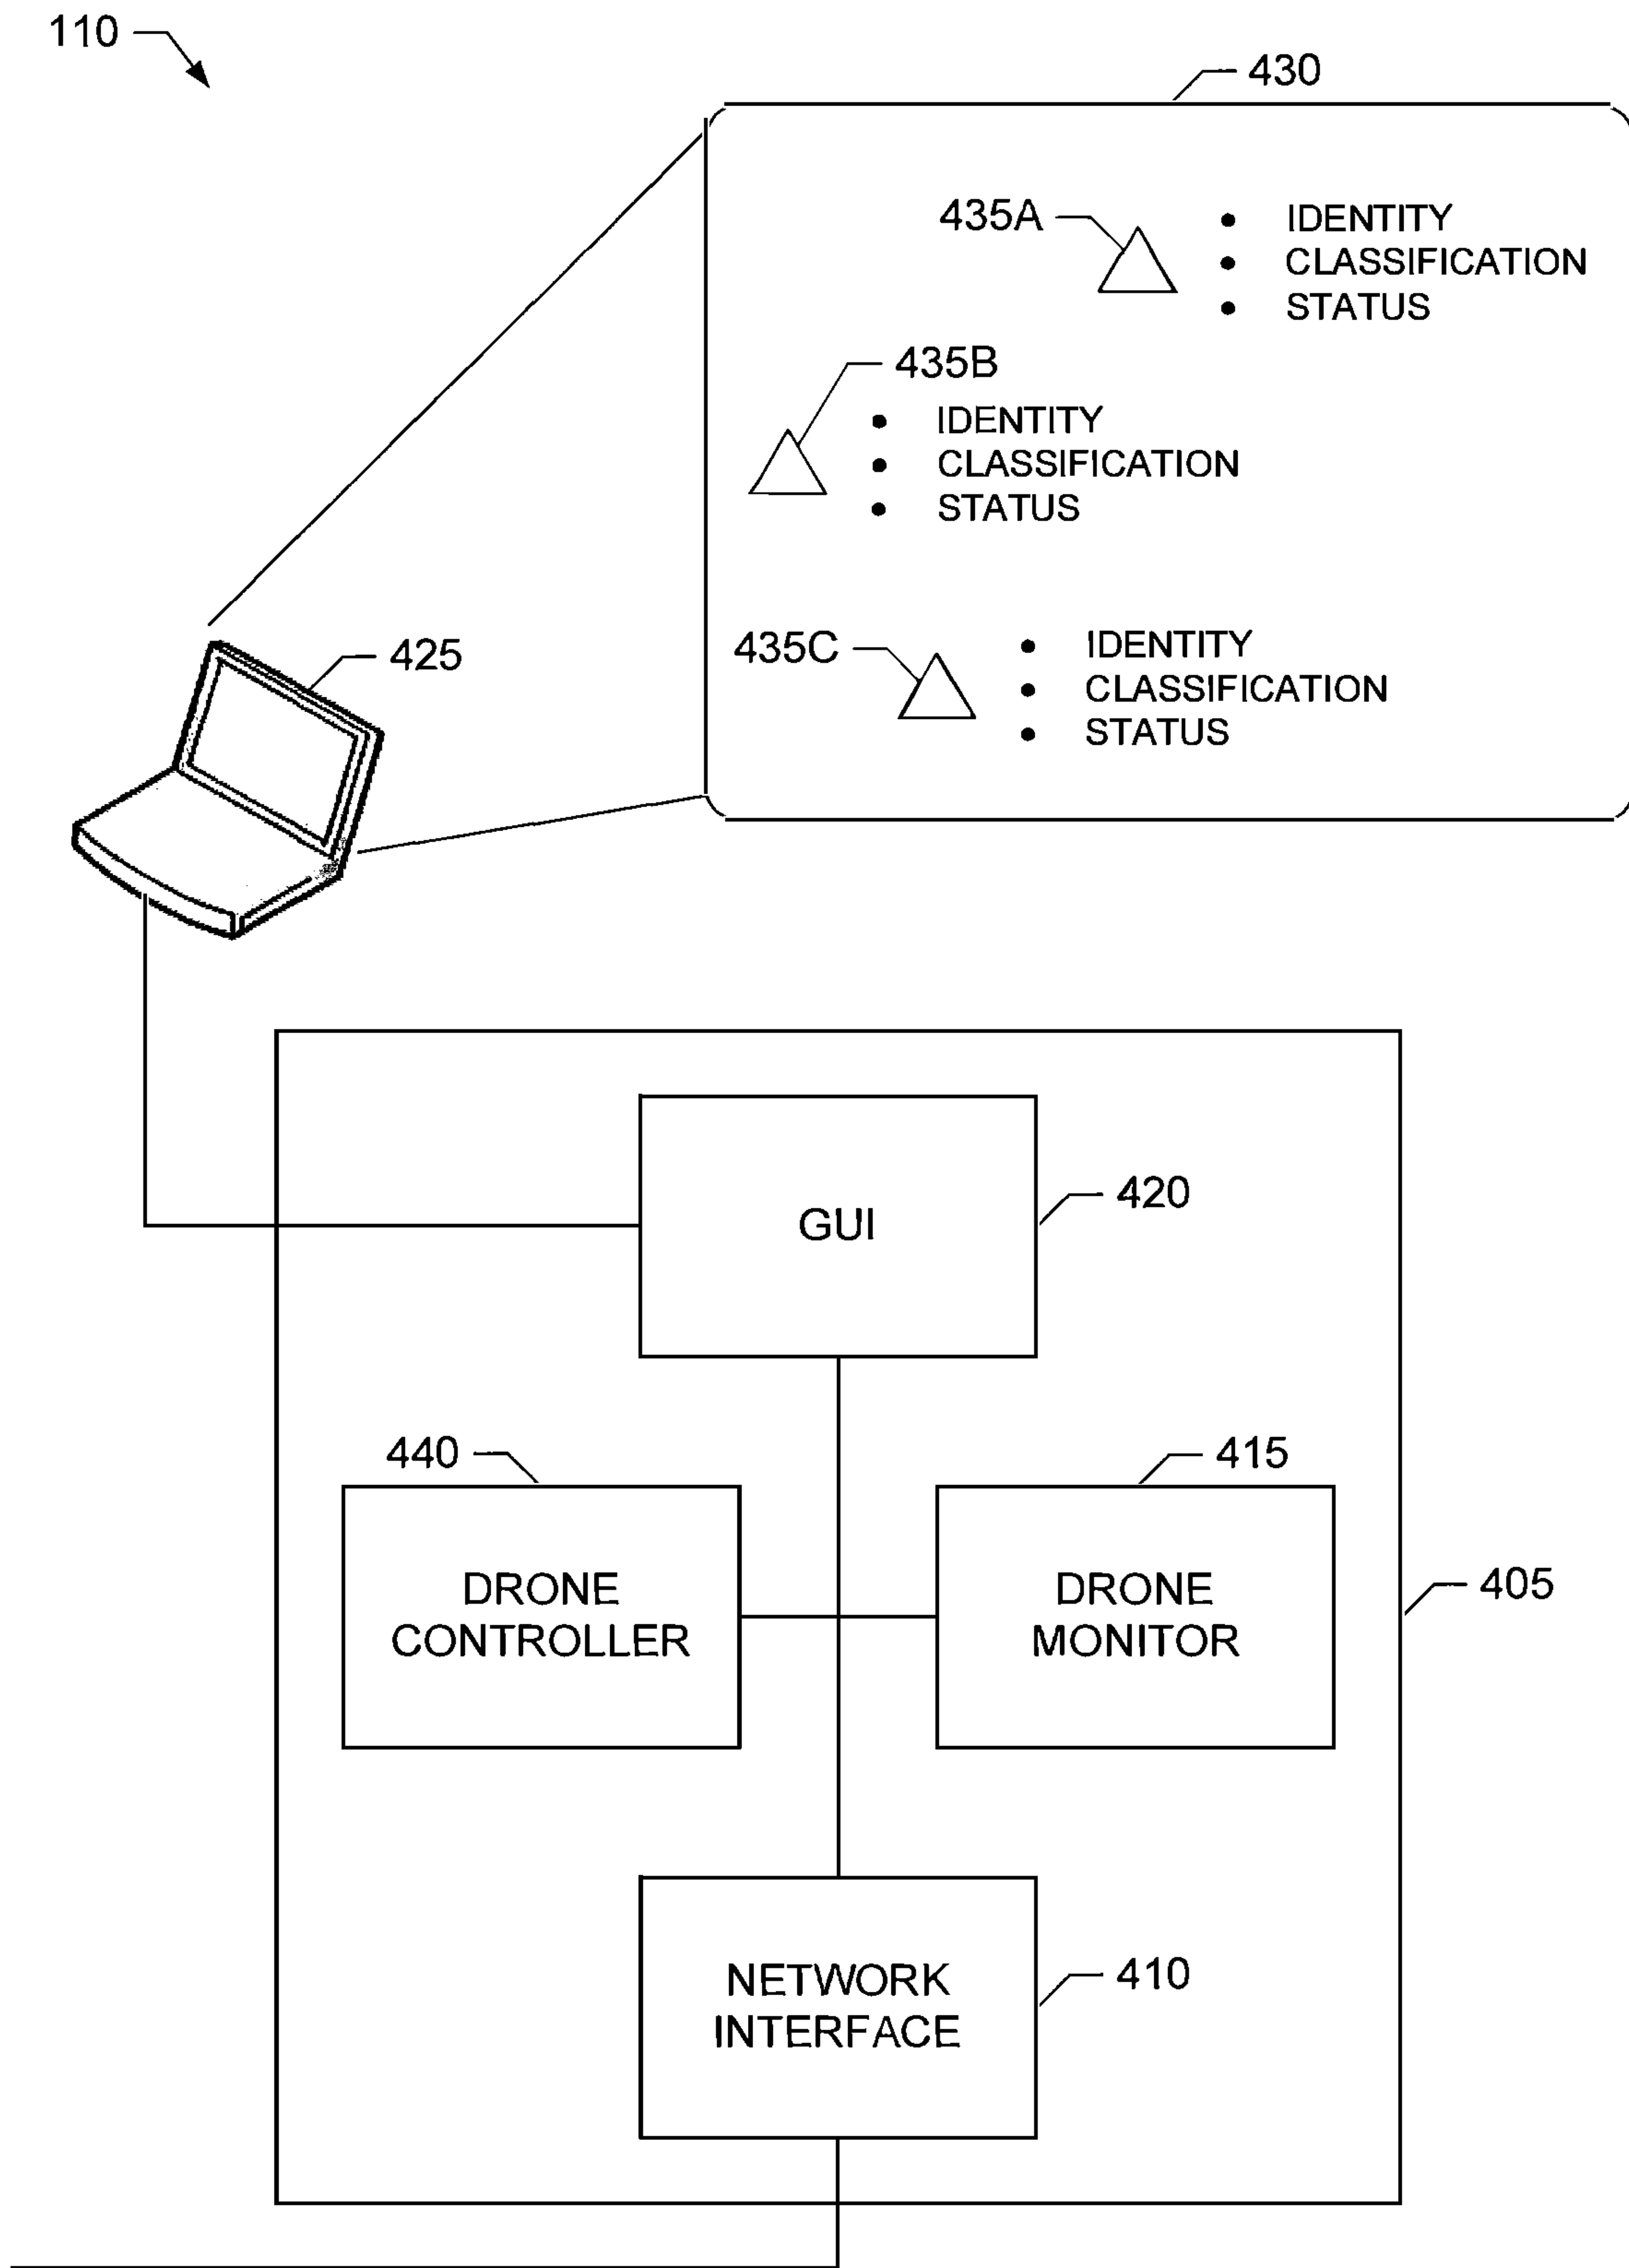 110
430
435A
• IDENTITY
• CLASSIFICATION
• STATUS
435B
• IDENTITY
• CLASSIFICATION
• STATUS
435C
• IDENTITY
• CLASSIFICATION
• STATUS
425
GUI
420
440
DRONE
CONTROLLER
415
DRONE
MONITOR
405
NETWORK
INTERFACE
410